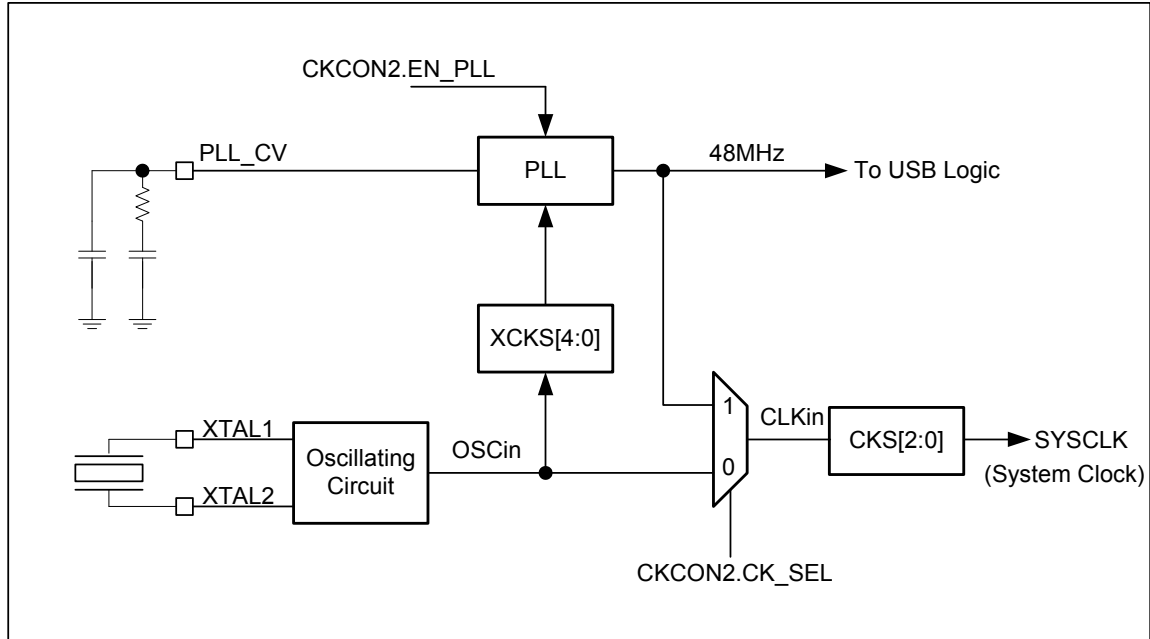 CKCON2.EN_PLL
PLL_CV
PLL
48MHz
To USB Logic
XCKS[4:0]
XTAL1
XTAL2
Oscillating
Circuit
OSCin
1
0
CLKin
CKS[2:0]
SYSCLK
(System Clock)
CKCON2.CK_SEL